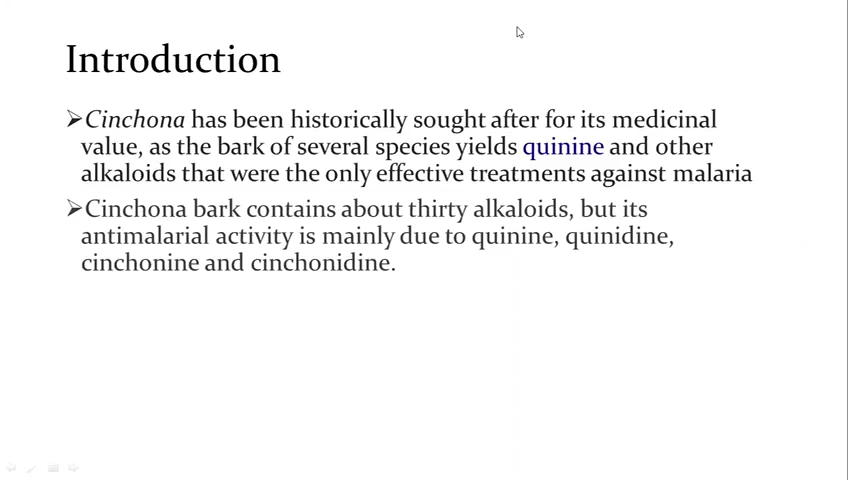 Introduction
➢Cinchona has been historically sought after for its medicinal
value, as the bark of several species yields quinine and other
alkaloids that were the only effective treatments against malaria
➢Cinchona bark contains about thirty alkaloids, but its
antimalarial activity is mainly due to quinine, quinidine,
cinchonine and cinchonidine.